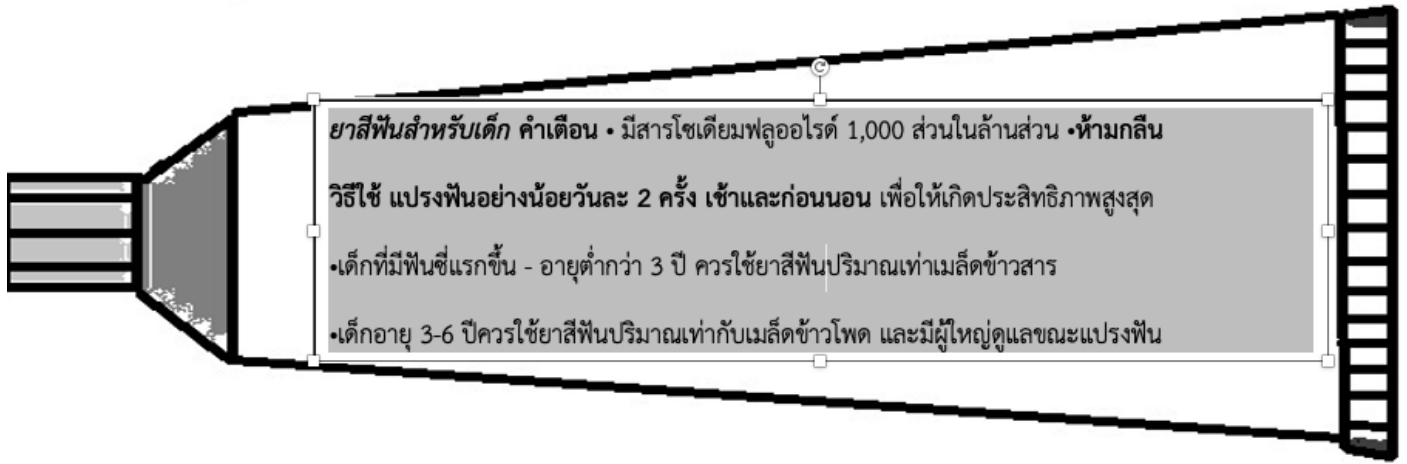 ยาสีฟันสำหรับเด็ก คำเตือน • มีสารโซเดียมฟลูออไรด์ 1,000 ส่วนในล้านส่วน •ห้ามกลืน
วิธีใช้ แปรงฟันอย่างน้อยวันละ 2 ครั้ง เช้าและก่อนนอน เพื่อให้เกิดประสิทธิภาพสูงสุด
•เด็กที่มีฟันซี่แรกขึ้น - อายุต่ำกว่า 3 ปี ควรใช้ยาสีฟันปริมาณเท่าเมล็ดข้าวสาร
•เด็กอายุ 3-6 ปีควรใช้ยาสีฟันปริมาณเท่ากับเมล็ดข้าวโพด และมีผู้ใหญ่ดูแลขณะแปรงฟัน